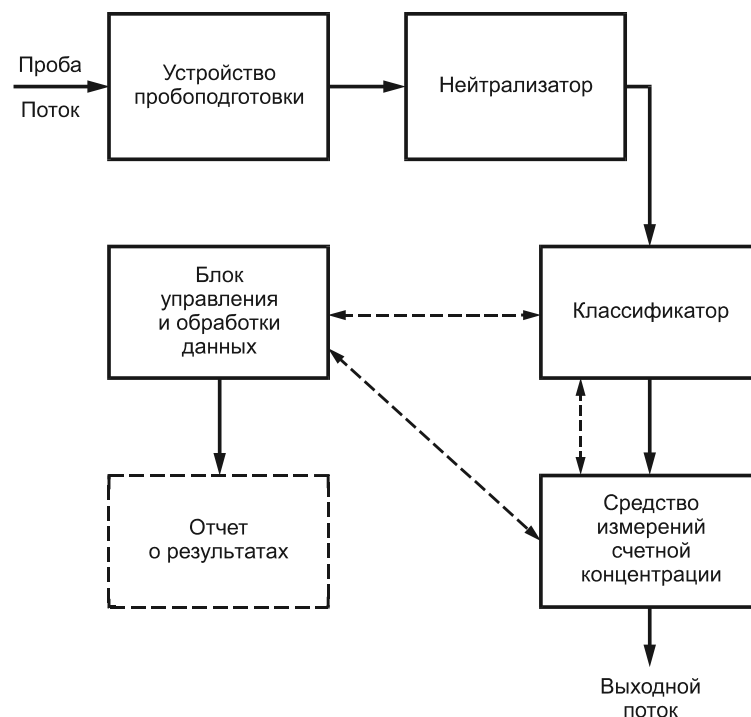 Проба
Поток
Устройство
пробоподготовки
Нейтрализатор
Блок
управления
и обработки
данных
Классификатор
Отчет
о результатах
Средство
измерений
счетной
концентрации
Выходной
поток